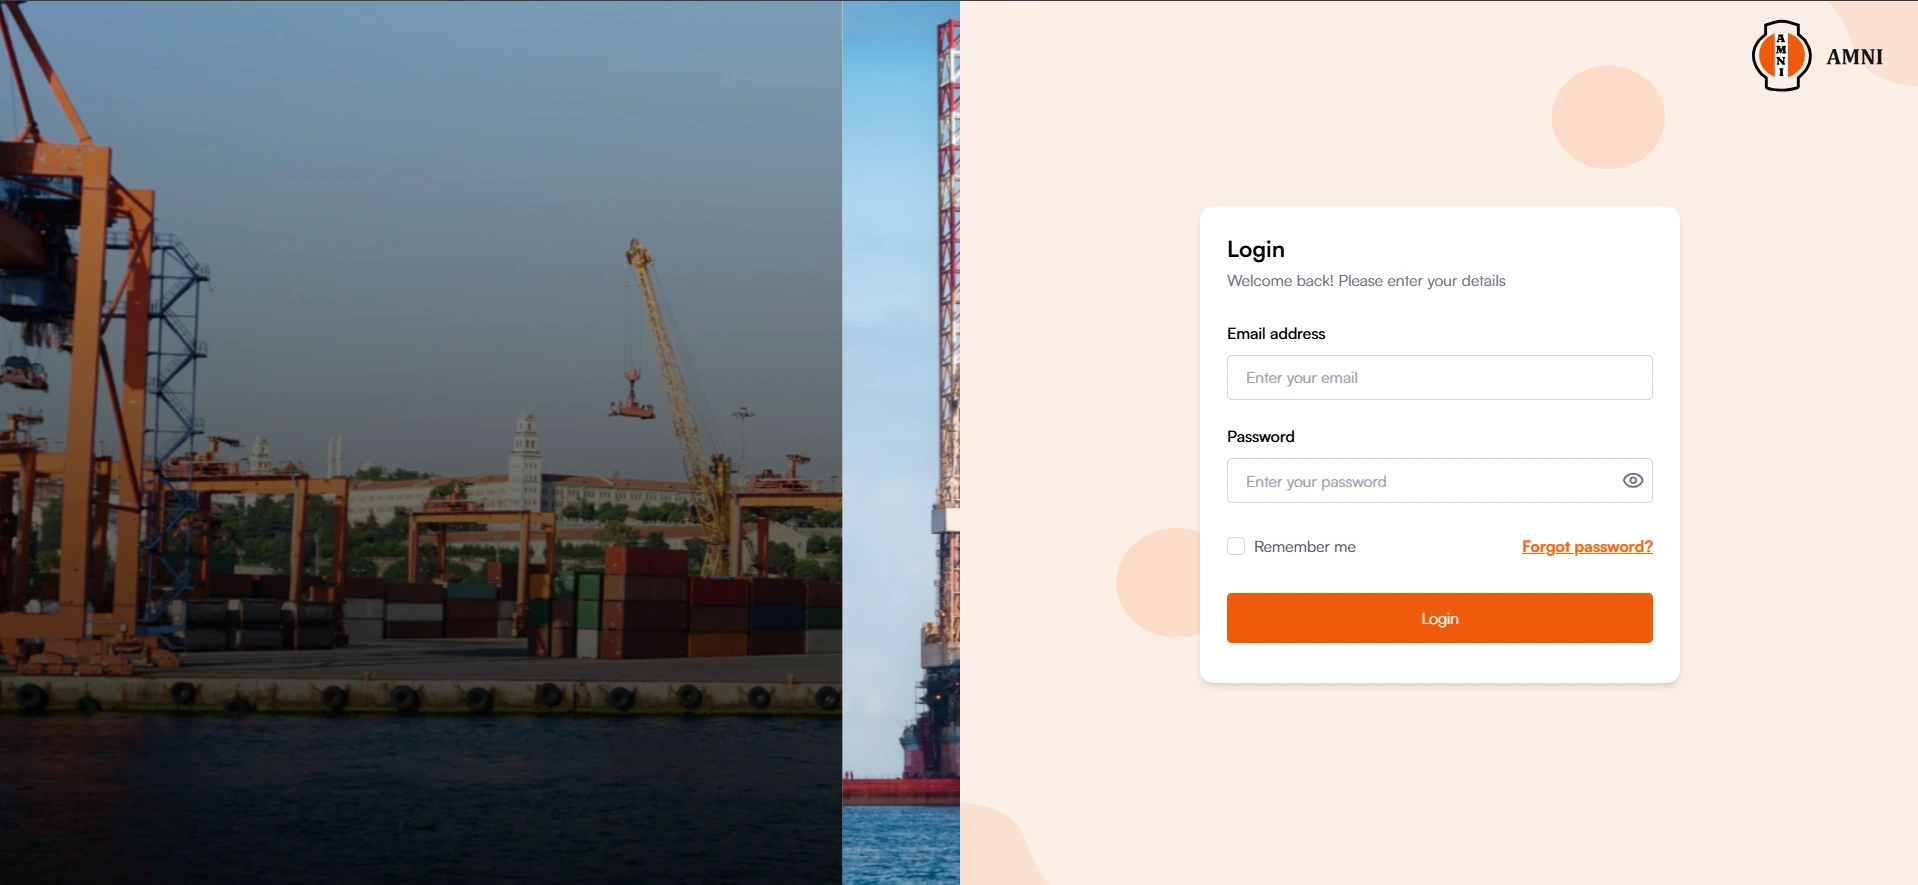 A
M
N
I
AMNI
Login
Welcome back! Please enter your details
Email address
Enter your email
Password
Enter your password
Remember me
Forgot password?
Login